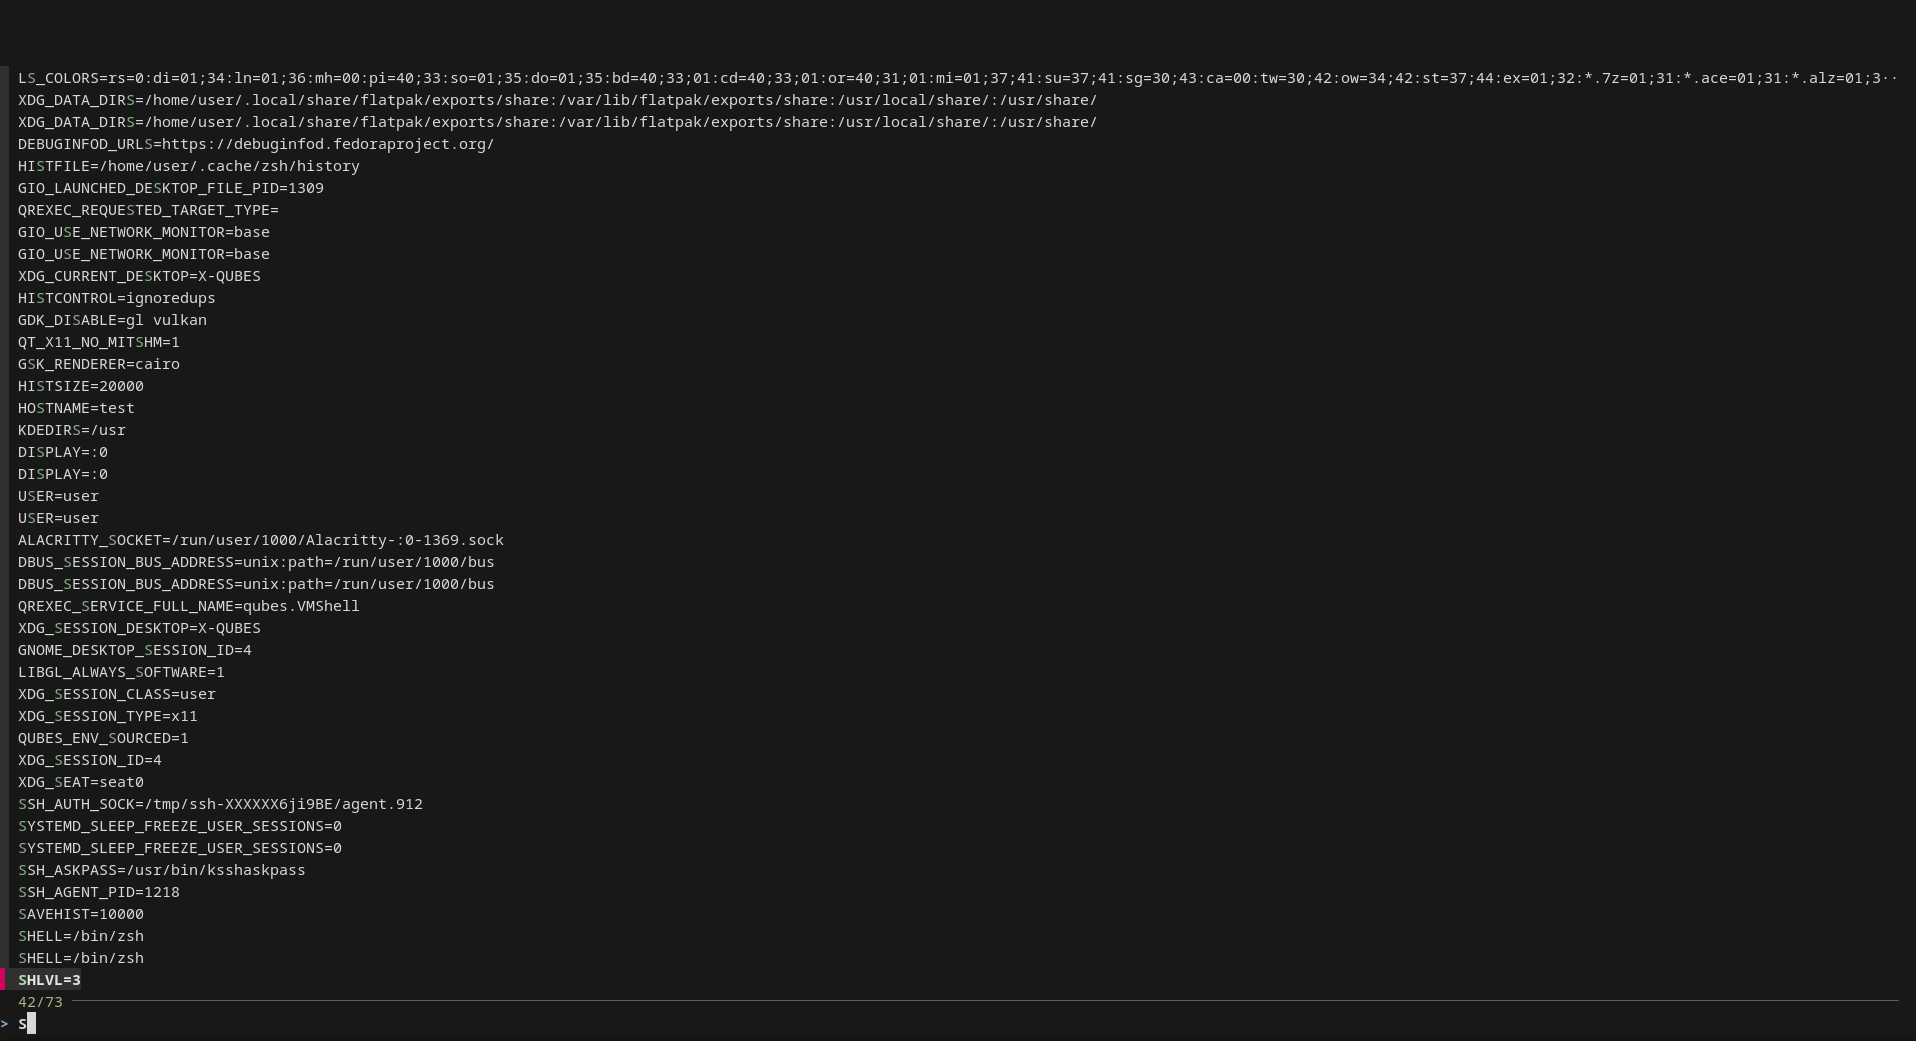 LS_COLORS=rs=0:di=01;34:ln=01;36:mh=00:pi=40;33:so=01;35:do=01;35:bd=40;33;01:cd=40;33;01:or=40;31;01:mi=01;37;41:su=37;41:sg=30;43:ca=00:tw=30;42:ow=34;42:st=37;44:ex=01;32:*.7z=01;31:*.ace=01;31:*.alz=01;3··
XDG_DATA_DIRS=/home/user/.local/share/flatpak/exports/share:/var/lib/flatpak/exports/share:/usr/local/share/:/usr/share/
XDG_DATA_DIRS=/home/user/.local/share/flatpak/exports/share:/var/lib/flatpak/exports/share:/usr/local/share/:/usr/share/
DEBUGINFOD_URLS=https://debuginfod.fedoraproject.org/
HISTFILE=/home/user/.cache/zsh/history
GIO_LAUNCHED_DESKTOP_FILE_PID=1309
QREXEC_REQUESTED_TARGET_TYPE=
GIO_USE_NETWORK_MONITOR=base
GIO_USE_NETWORK_MONITOR=base
XDG_CURRENT_DESKTOP=X-QUBES
HISTCONTROL=ignoredups
GDK_DISABLE=gl vulkan
QT_X11_NO_MITSHM=1
GSK_RENDERER=cairo
HISTSIZE=20000
HOSTNAME=test
KDEDIRS=/usr
DISPLAY=:0
DISPLAY=:0
USER=user
USER=user
ALACRITTY_SOCKET=/run/user/1000/Alacritty-:0-1369.sock
DBUS_SESSION_BUS_ADDRESS=unix:path=/run/user/1000/bus
DBUS_SESSION_BUS_ADDRESS=unix:path=/run/user/1000/bus
QREXEC_SERVICE_FULL_NAME=qubes.VMShell
XDG_SESSION_DESKTOP=X-QUBES
GNOME_DESKTOP_SESSION_ID=4
LIBGL_ALWAYS_SOFTWARE=1
XDG_SESSION_CLASS=user
XDG_SESSION_TYPE=x11
QUBES_ENV_SOURCED=1
XDG_SESSION_ID=4
XDG_SEAT=seat0
SSH_AUTH_SOCK=/tmp/ssh-XXXXXX6ji9BE/agent.912
SYSTEMD_SLEEP_FREEZE_USER_SESSIONS=0
SYSTEMD_SLEEP_FREEZE_USER_SESSIONS=0
SSH_ASKPASS=/usr/bin/ksshaskpass
SSH_AGENT_PID=1218
SAVEHIST=10000
SHELL=/bin/zsh
SHELL=/bin/zsh
SHLVL=3
42/73
> S